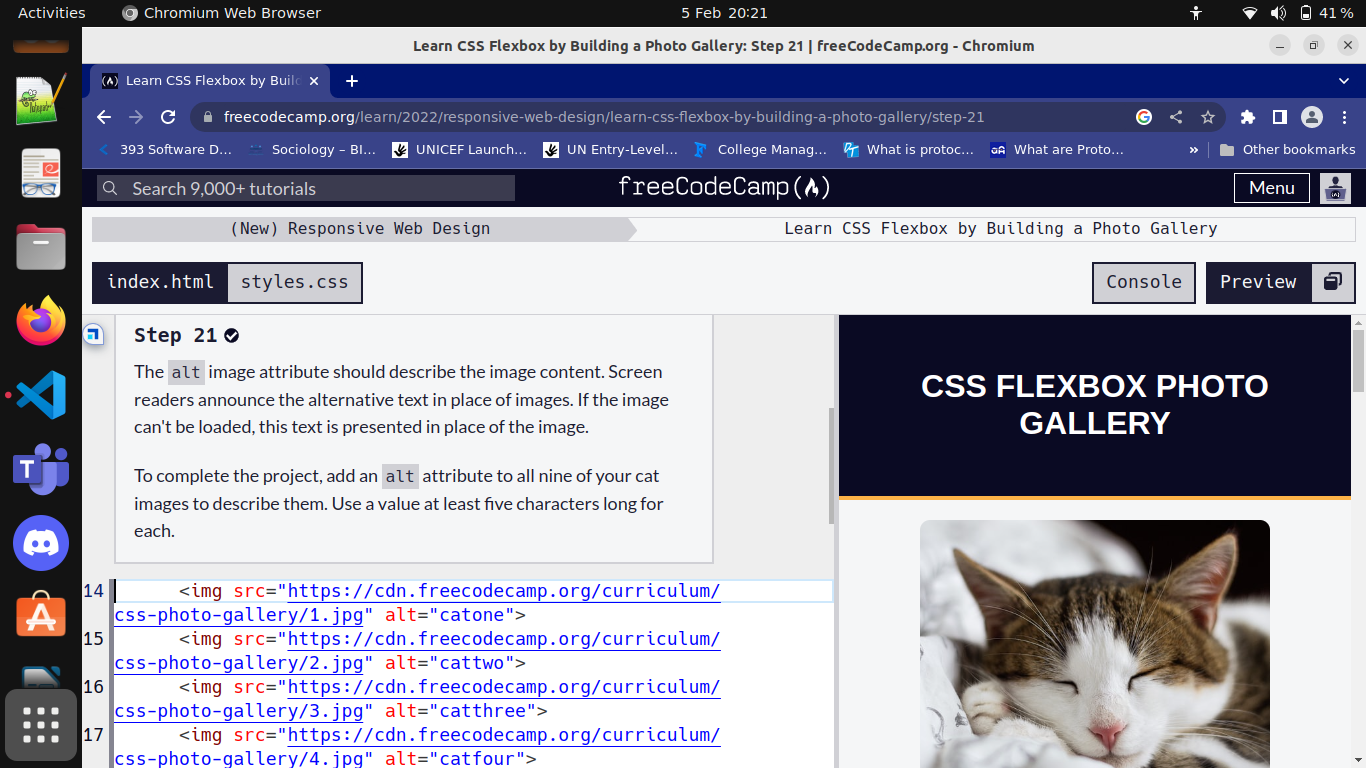 Activities Chromium Web Browser 5 Feb 20:21 41 %
Learn CSS Flexbox by Building a Photo Gallery: Step 21 | freeCodeCamp.org - Chromium
Learn CSS Flexbox by Buil
freecodecamp.org/learn/2022/responsive-web-design/learn-css-flexbox-by-building-a-photo-gallery/step-21
393 Software D… Sociology – BI… UNICEF Launch… UN Entry-Level… College Manag… What is protoc… What are Proto… » Other bookmarks
Search 9,000+ tutorials freeCodeCamp Menu
(New) Responsive Web Design Learn CSS Flexbox by Building a Photo Gallery
index.html styles.css Console Preview
Step 21
The alt image attribute should describe the image content. Screen
readers announce the alternative text in place of images. If the image
can't be loaded, this text is presented in place of the image.
To complete the project, add an alt attribute to all nine of your cat
images to describe them. Use a value at least five characters long for
each.
14 <img src="https://cdn.freecodecamp.org/curriculum/
css-photo-gallery/1.jpg" alt="catone">
15 <img src="https://cdn.freecodecamp.org/curriculum/
css-photo-gallery/2.jpg" alt="cattwo">
16 <img src="https://cdn.freecodecamp.org/curriculum/
css-photo-gallery/3.jpg" alt="catthree">
17 <img src="https://cdn.freecodecamp.org/curriculum/
css-photo-gallery/4.jpg" alt="catfour">
CSS FLEXBOX PHOTO
GALLERY